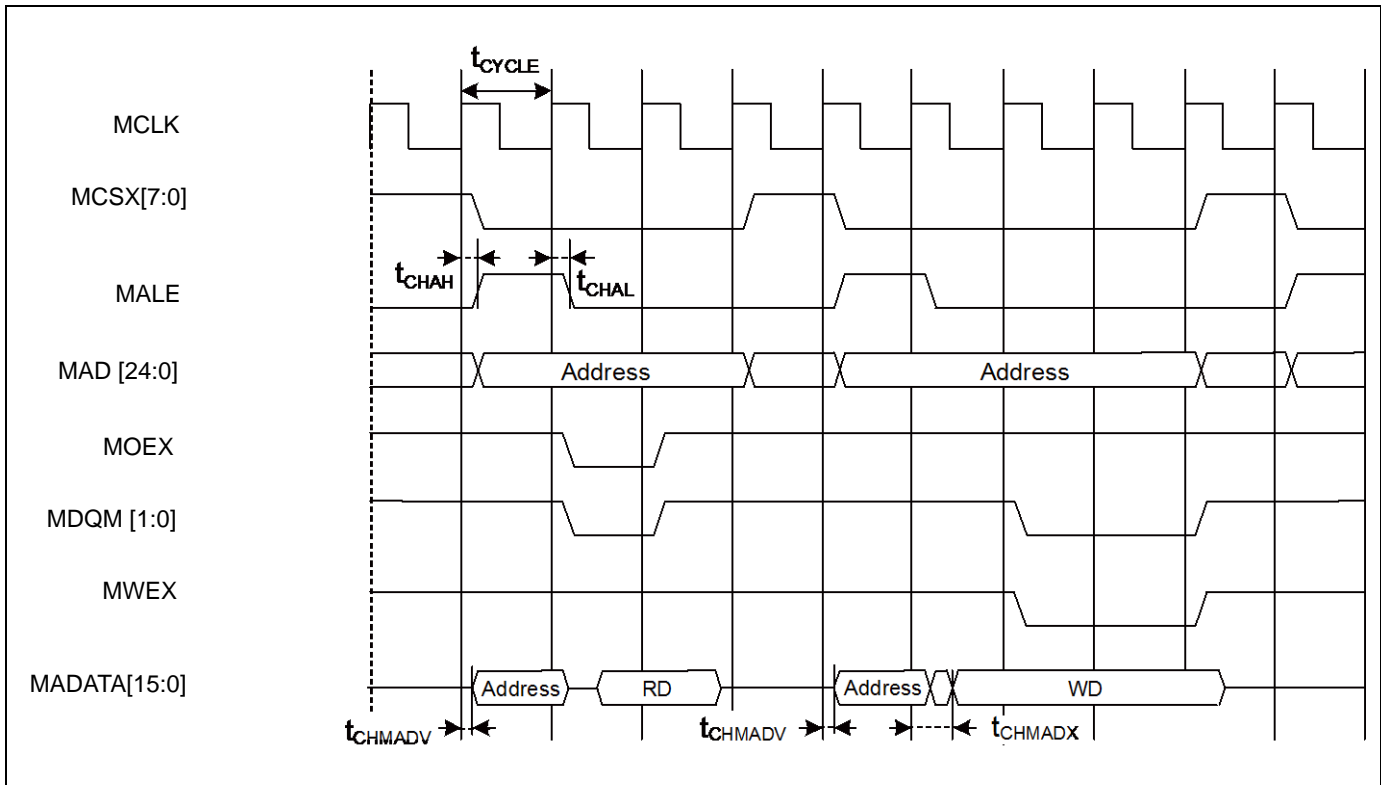 tCYCLE
MCLK
MCSX[7:0]
tCHAH
tCHAL
MALE
MAD [24:0]
Address
Address
MOEX
MDQM [1:0]
MWEX
MADATA[15:0]
Address
RD
Address
WD
tCHMADV
tCHMADV
tCHMADX